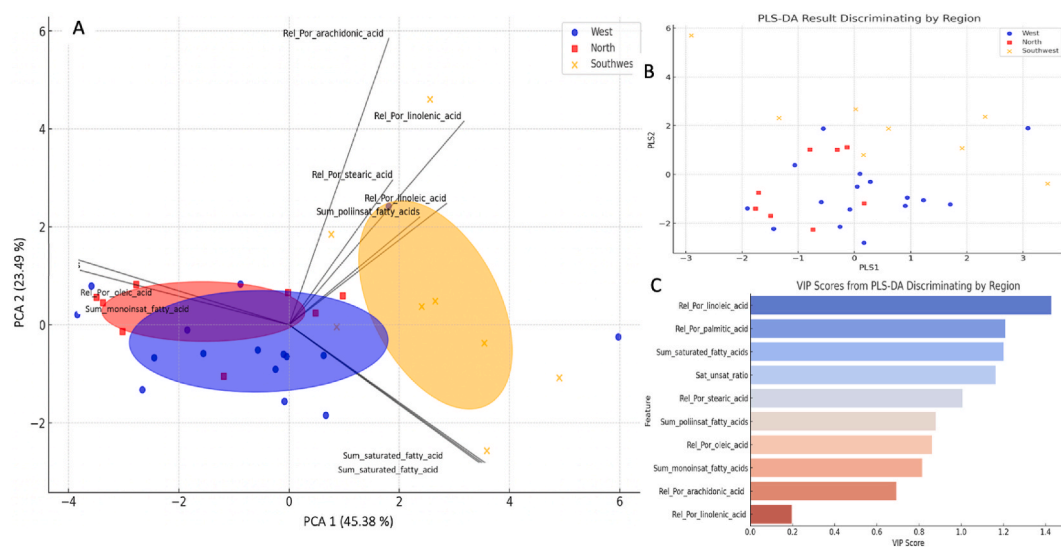 A
West
North
Southwest
Rel_Por_arachidonic_acid
Rel_Por_linolenic_acid
Rel_Por_stearic_acid
Rel_Por_linoleic_acid
Sum_poliinsat_fatty_acids
Rel_Por_oleic_acid
Sum_monoinsat_fatty_acid
Sum_saturated_fatty_acid
Sum_saturated_fatty_acid
6
4
2
0
−2
−4 −2 0 2 4 6
PCA 2 (23.49 %)
PCA 1 (45.38 %)
PLS-DA Result Discriminating by Region
B
West
North
Southwest
6
4
2
0
−2
−3 −2 −1 0 1 2 3
PLS2
PLS1
C
VIP Scores from PLS-DA Discriminating by Region
Rel_Por_linoleic_acid
Rel_Por_palmitic_acid
Sum_saturated_fatty_acids
Sat_unsat_ratio
Rel_Por_stearic_acid
Sum_poliinsat_fatty_acids
Rel_Por_oleic_acid
Sum_monoinsat_fatty_acids
Rel_Por_arachidonic_acid
Rel_Por_linolenic_acid
Feature
0.0 0.2 0.4 0.6 0.8 1.0 1.2 1.4
VIP Score